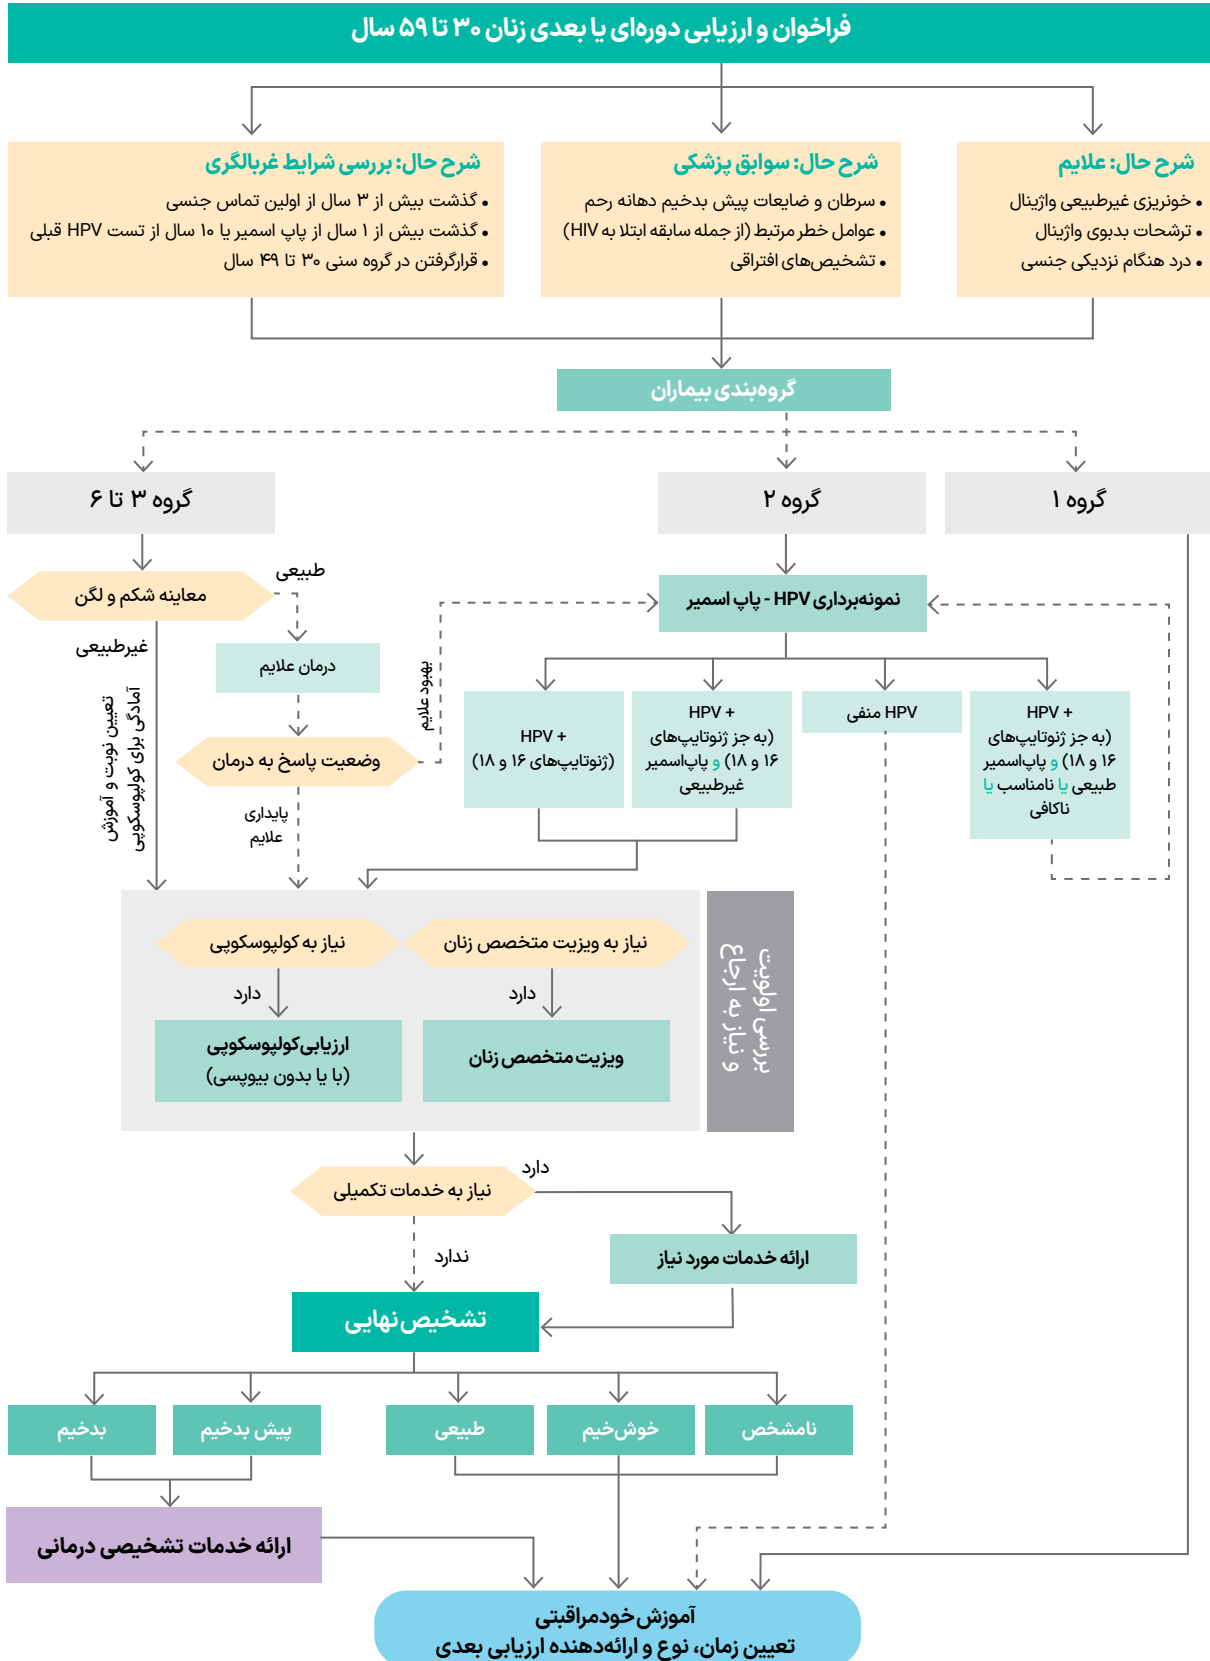 فراخوان و ارزیابی دوره‌ای یا بعدی زنان ۳۰ تا ۵۹ سال
شرح حال: علایم
• خونریزی غیرطبیعی واژینال
• ترشحات بدبوی واژینال
• درد هنگام نزدیکی جنسی
شرح حال: سوابق پزشکی
• سرطان و ضایعات پیش بدخیم دهانه رحم
• عوامل خطر مرتبط (از جمله سابقه ابتلا به HIV)
• تشخیص‌های افتراقی
شرح حال: بررسی شرایط غربالگری
• گذشت بیش از ۳ سال از اولین تماس جنسی
• گذشت بیش از ۱ سال از پاپ اسمیر یا ۱۰ سال از تست HPV قبلی
• قرارگرفتن در گروه سنی ۳۰ تا ۴۹ سال
گروه‌بندی بیماران
گروه ۱
گروه ۲
گروه ۳ تا ۶
نمونه‌برداری HPV - پاپ اسمیر
معاینه شکم و لگن
طبیعی
غیرطبیعی
درمان علایم
وضعیت پاسخ به درمان
بهبود علایم
پایداری
علایم
تعیین نوبت و آموزش
آمادگی برای کولپوسکوپی
HPV +
(به جز ژنوتایپ‌های
۱۶ و ۱۸) و پاپ‌اسمیر
طبیعی یا نامناسب یا
ناکافی
HPV منفی
HPV +
(به جز ژنوتایپ‌های
۱۶ و ۱۸) و پاپ‌اسمیر
غیرطبیعی
HPV +
(ژنوتایپ‌های ۱۶ و ۱۸)
بررسی اولویت
و نیاز به ارجاع
نیاز به ویزیت متخصص زنان
نیاز به کولپوسکوپی
دارد
دارد
ویزیت متخصص زنان
ارزیابی کولپوسکوپی
(با یا بدون بیوپسی)
نیاز به خدمات تکمیلی
دارد
ندارد
ارائه خدمات مورد نیاز
تشخیص نهایی
نامشخص
خوش‌خیم
طبیعی
پیش بدخیم
بدخیم
ارائه خدمات تشخیصی درمانی
آموزش خودمراقبتی
تعیین زمان، نوع و ارائه‌دهنده ارزیابی بعدی